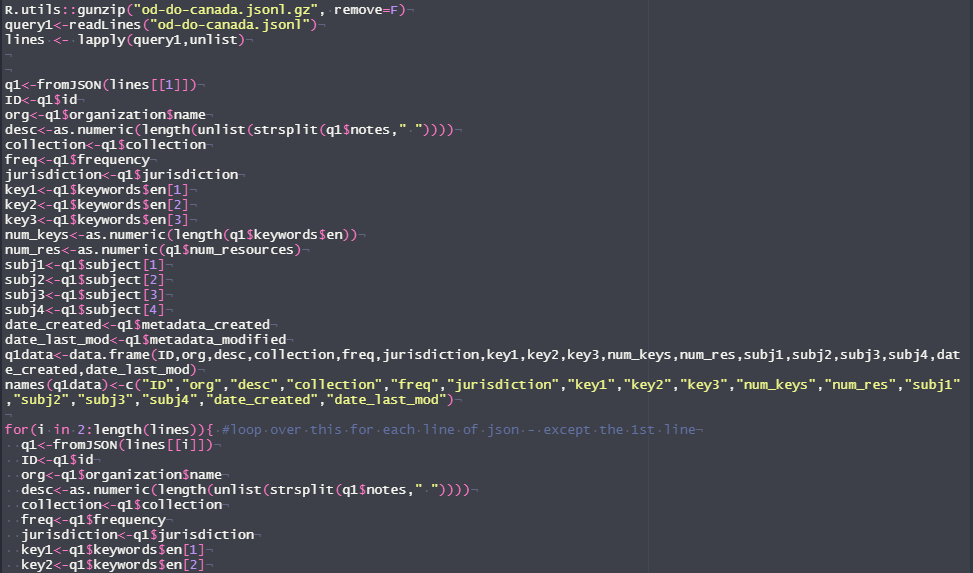 R.utils::gunzip("od-do-canada.jsonl.gz", remove=F)
query1<-readLines("od-do-canada.jsonl")
lines <- lapply(query1,unlist)
q1<-fromJSON(lines[[1]])
ID<-q1$id
org<-q1$organization$name
desc<-as.numeric(length(unlist(strsplit(q1$notes," "))))
collection<-q1$collection
freq<-q1$frequency
jurisdiction<-q1$jurisdiction
key1<-q1$keywords$en[1]
key2<-q1$keywords$en[2]
key3<-q1$keywords$en[3]
num_keys<-as.numeric(length(q1$keywords$en))
num_res<-as.numeric(q1$num_resources)
subj1<-q1$subject[1]
subj2<-q1$subject[2]
subj3<-q1$subject[3]
subj4<-q1$subject[4]
date_created<-q1$metadata_created
date_last_mod<-q1$metadata_modified
q1data<-data.frame(ID,org,desc,collection,freq,jurisdiction,key1,key2,key3,num_keys,num_res,subj1,subj2,subj3,subj4,dat
e_created,date_last_mod)
names(q1data)<-c("ID","org","desc","collection","freq","jurisdiction","key1","key2","key3","num_keys","num_res","subj1"
,"subj2","subj3","subj4","date_created","date_last_mod")
for(i in 2:length(lines)){ #loop over this for each line of json - except the 1st line
  q1<-fromJSON(lines[[i]])
  ID<-q1$id
  org<-q1$organization$name
  desc<-as.numeric(length(unlist(strsplit(q1$notes," "))))
  collection<-q1$collection
  freq<-q1$frequency
  jurisdiction<-q1$jurisdiction
  key1<-q1$keywords$en[1]
  key2<-q1$keywords$en[2]